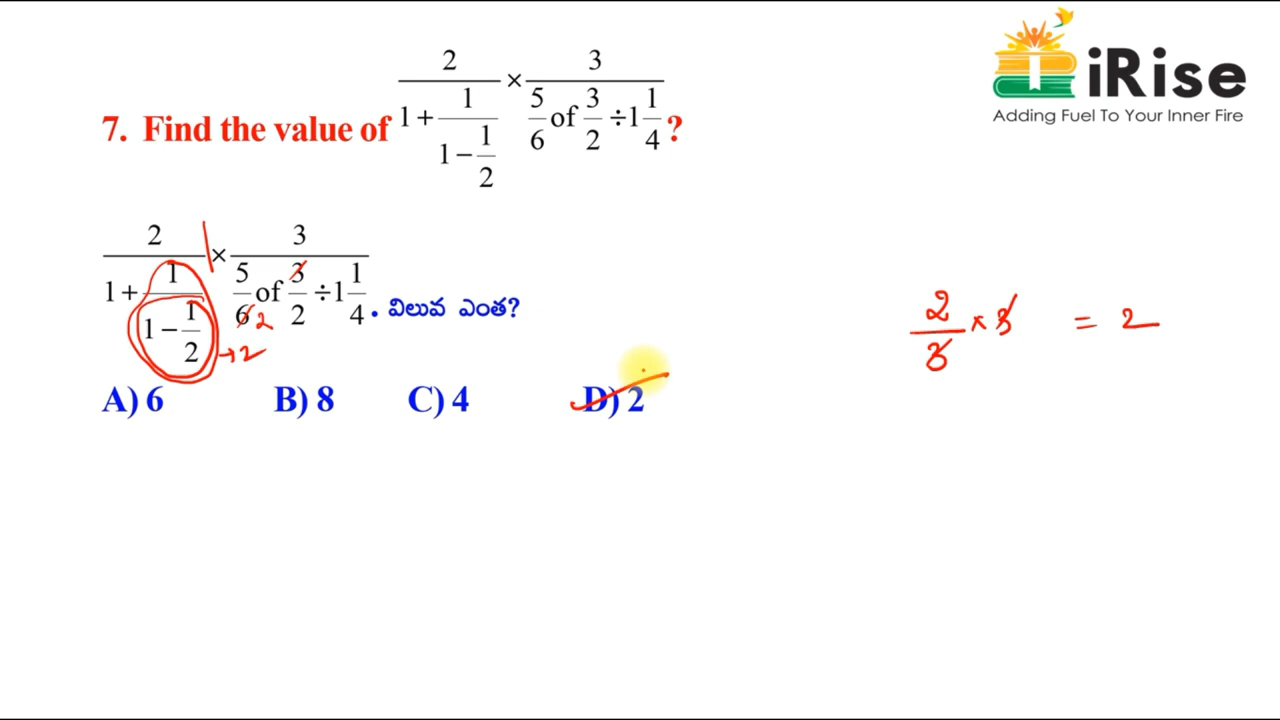 iRise
Adding Fuel To Your Inner Fire
7. Find the value of 2/(1 + 1/(1 − 1/2)) × 3/(5/6 of 3/2 ÷ 1 1/4) ?
2/(1 + 1/(1 − 1/2)) × 3/(5/6 of 3/2 ÷ 1 1/4) . విలువ ఎంత?
2
→ 2
2/3 × 3 = 2
A) 6 B) 8 C) 4 D) 2